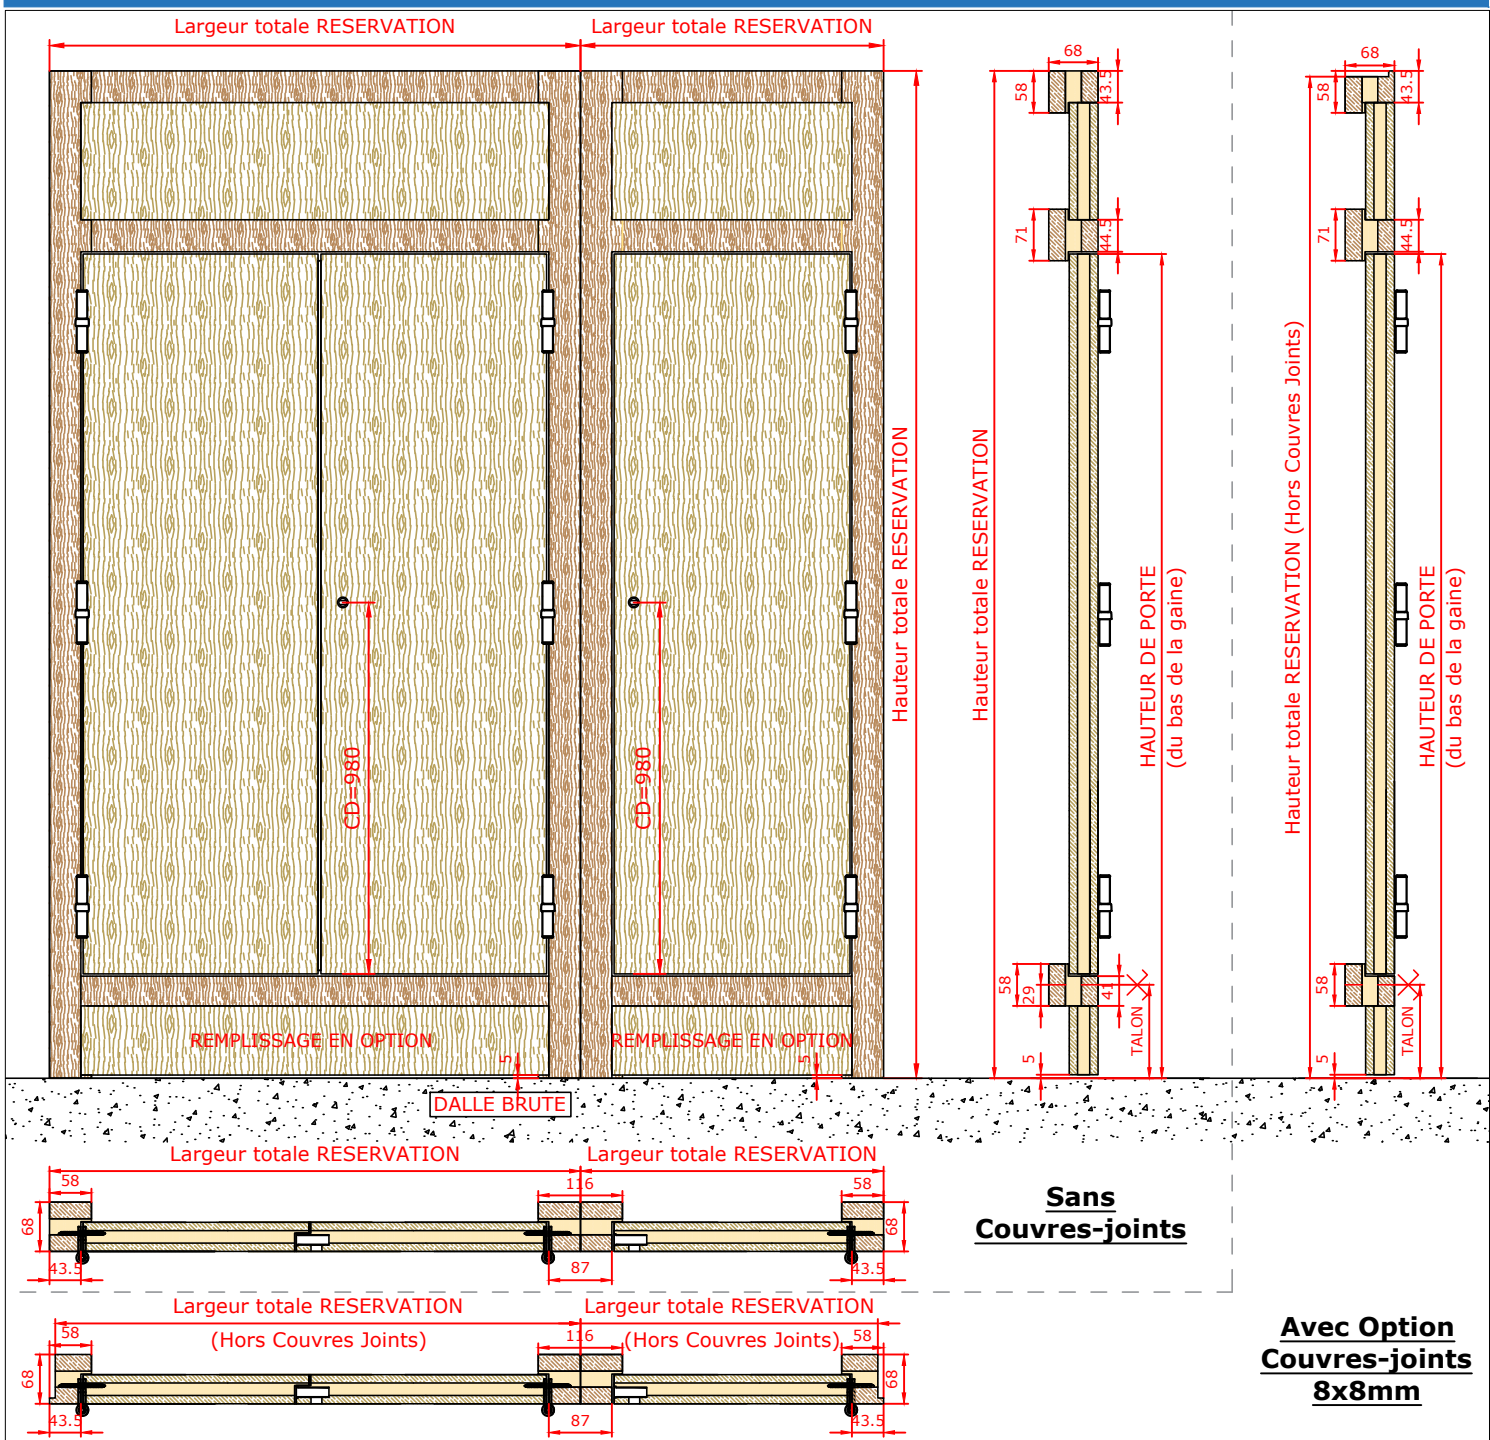 Largeur totale RESERVATION
Largeur totale RESERVATION
68
68
58
43.5
58
43.5
71
44.5
71
44.5
Hauteur totale RESERVATION
Hauteur totale RESERVATION
HAUTEUR DE PORTE
(du bas de la gaine)
Hauteur totale RESERVATION (Hors Couvres Joints)
HAUTEUR DE PORTE
(du bas de la gaine)
CD=980
CD=980
58
29
41
TALON
58
TALON
REMPLISSAGE EN OPTION
REMPLISSAGE EN OPTION
5
5
5
5
DALLE BRUTE
Largeur totale RESERVATION
Largeur totale RESERVATION
58
116
58
68
68
43.5
87
43.5
Sans
Couvres-joints
Largeur totale RESERVATION
Largeur totale RESERVATION
(Hors Couvres Joints)
(Hors Couvres Joints)
58
116
58
68
68
43.5
87
43.5
Avec Option
Couvres-joints
8x8mm